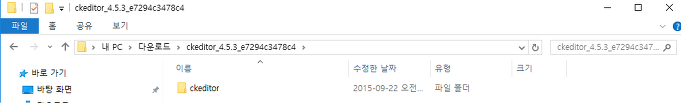 ckeditor_4.5.3_e7294c3478c4
파일 홈 공유 보기
내 PC > 다운로드 > ckeditor_4.5.3_e7294c3478c4 > ckeditor_4.5.3_e7294c347...
이름 수정한 날짜 유형 크기
바로 가기
ckeditor 2015-09-22 오전... 파일 폴더
바탕 화면